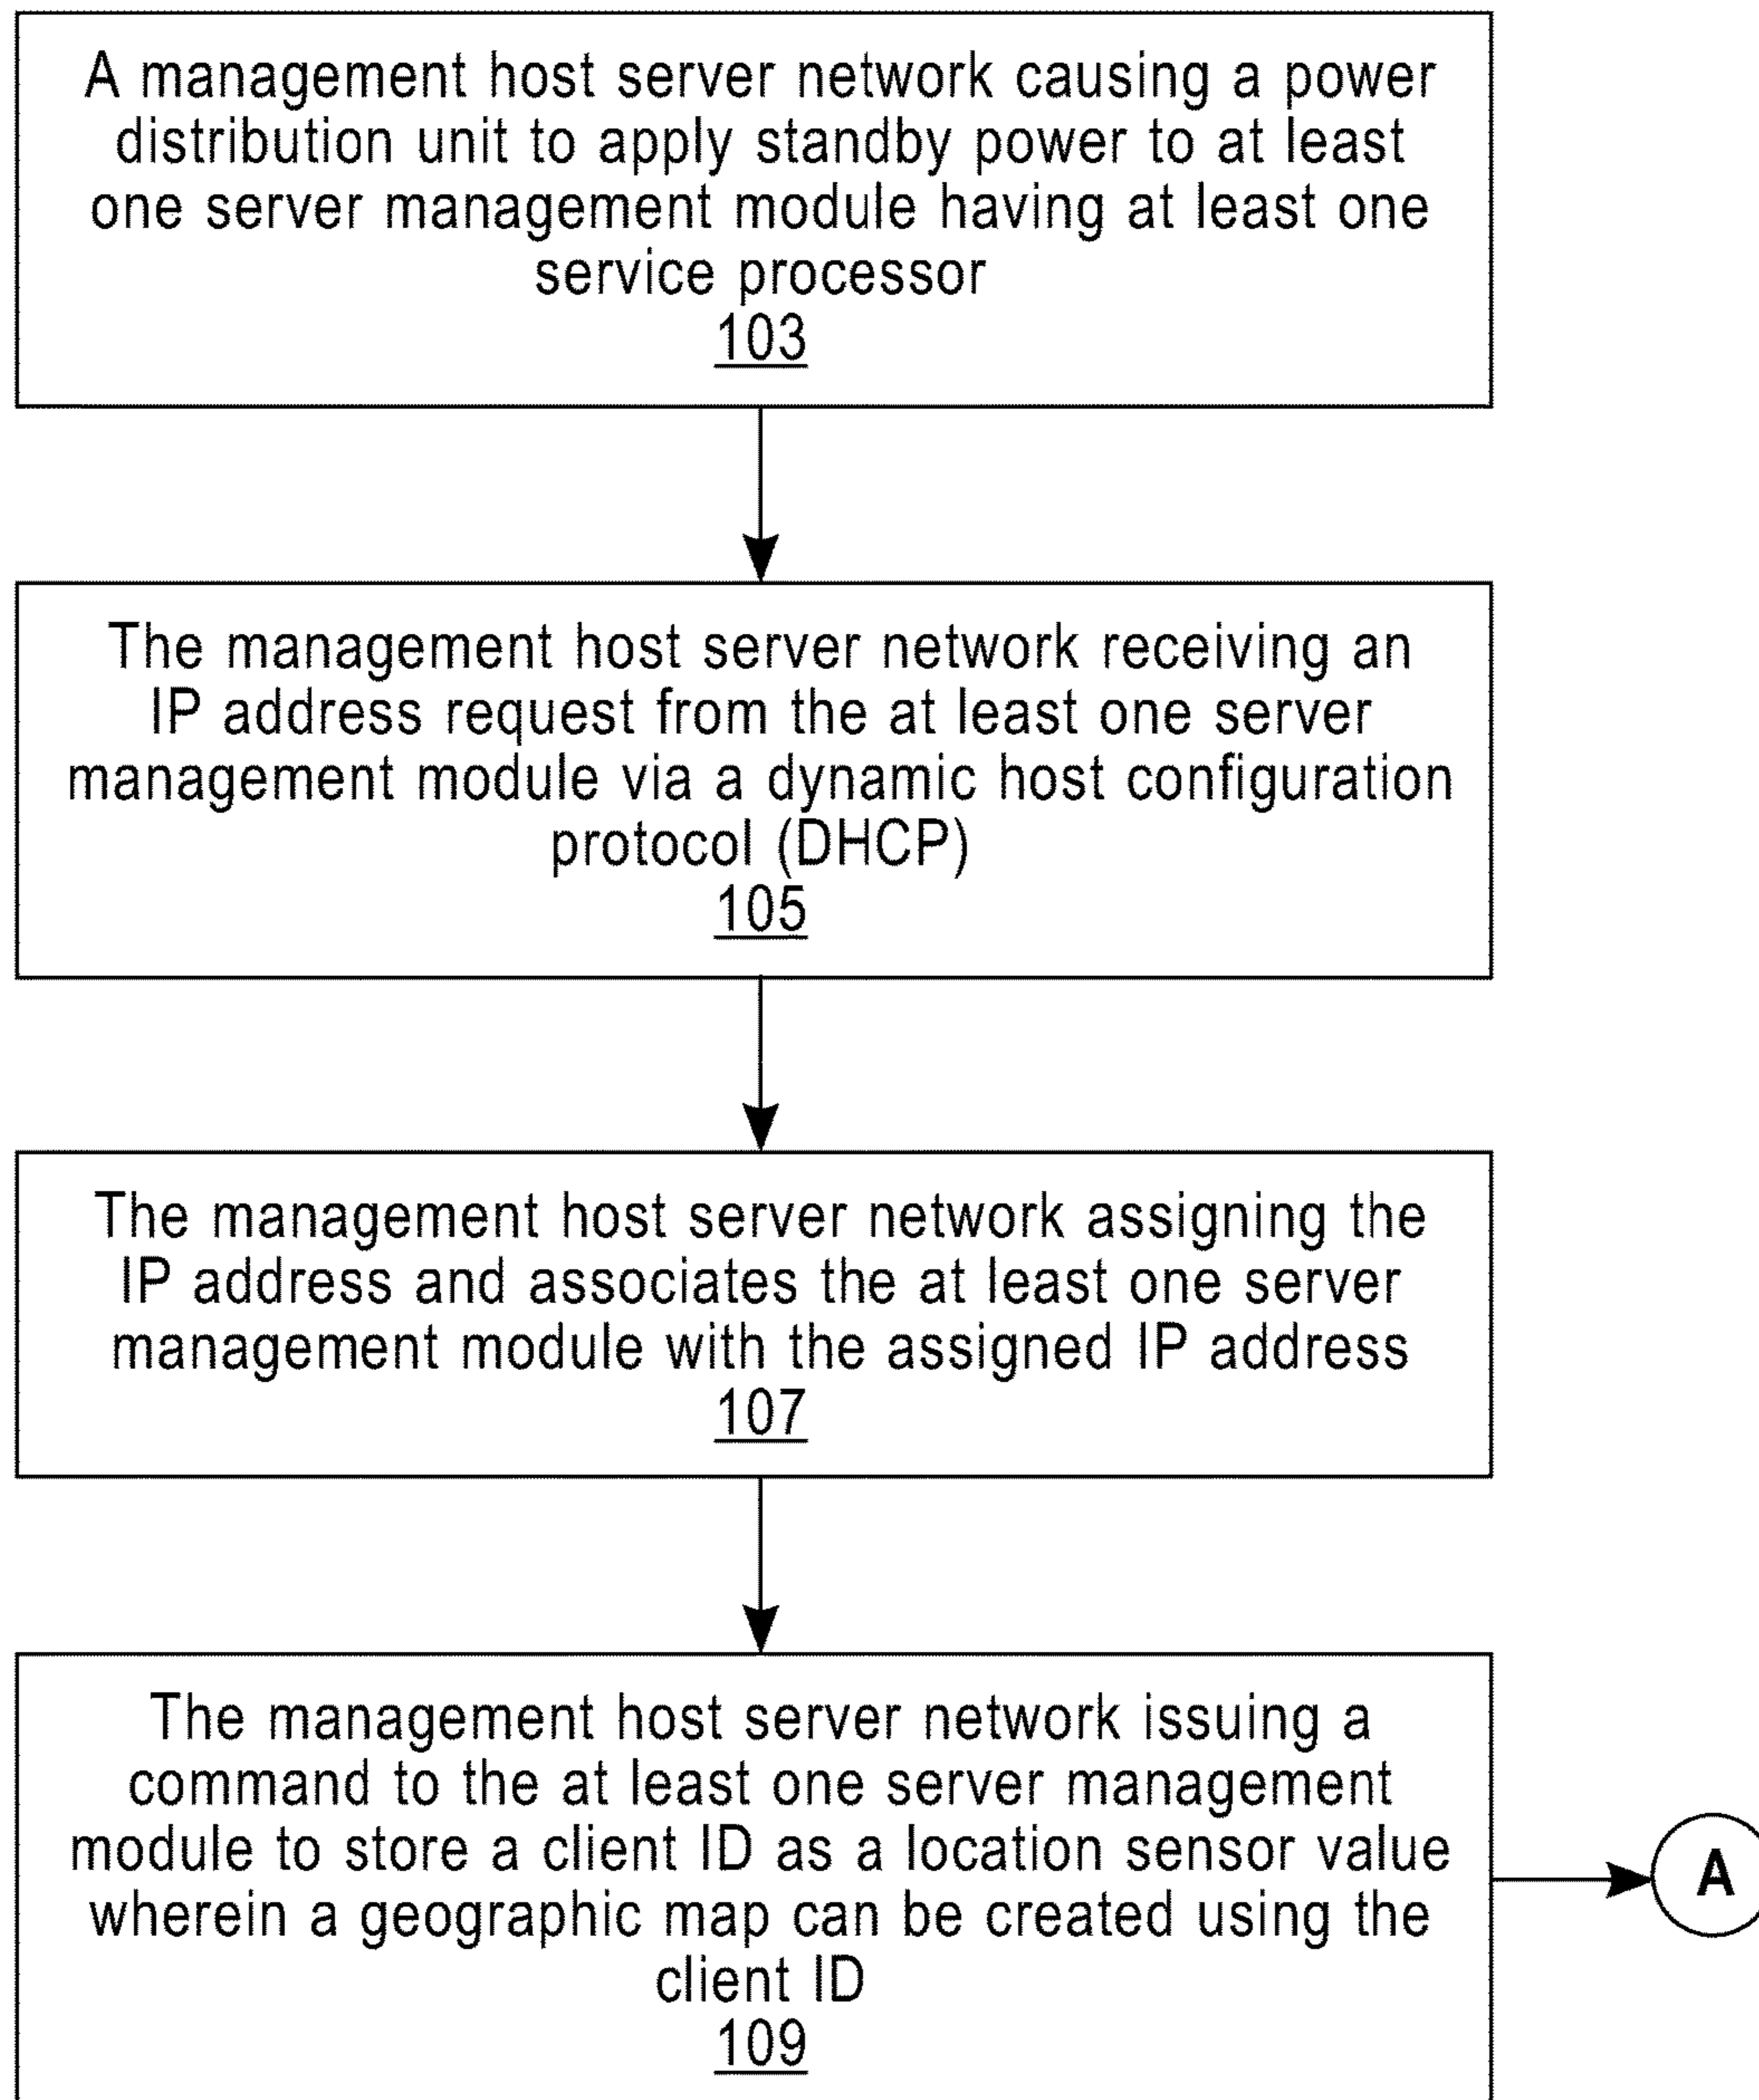 A management host server network causing a power
distribution unit to apply standby power to at least
one server management module having at least one
service processor
103
The management host server network receiving an
IP address request from the at least one server
management module via a dynamic host configuration
protocol (DHCP)
105
The management host server network assigning the
IP address and associates the at least one server
management module with the assigned IP address
107
The management host server network issuing a
command to the at least one server management
module to store a client ID as a location sensor value
wherein a geographic map can be created using the
client ID
109
A